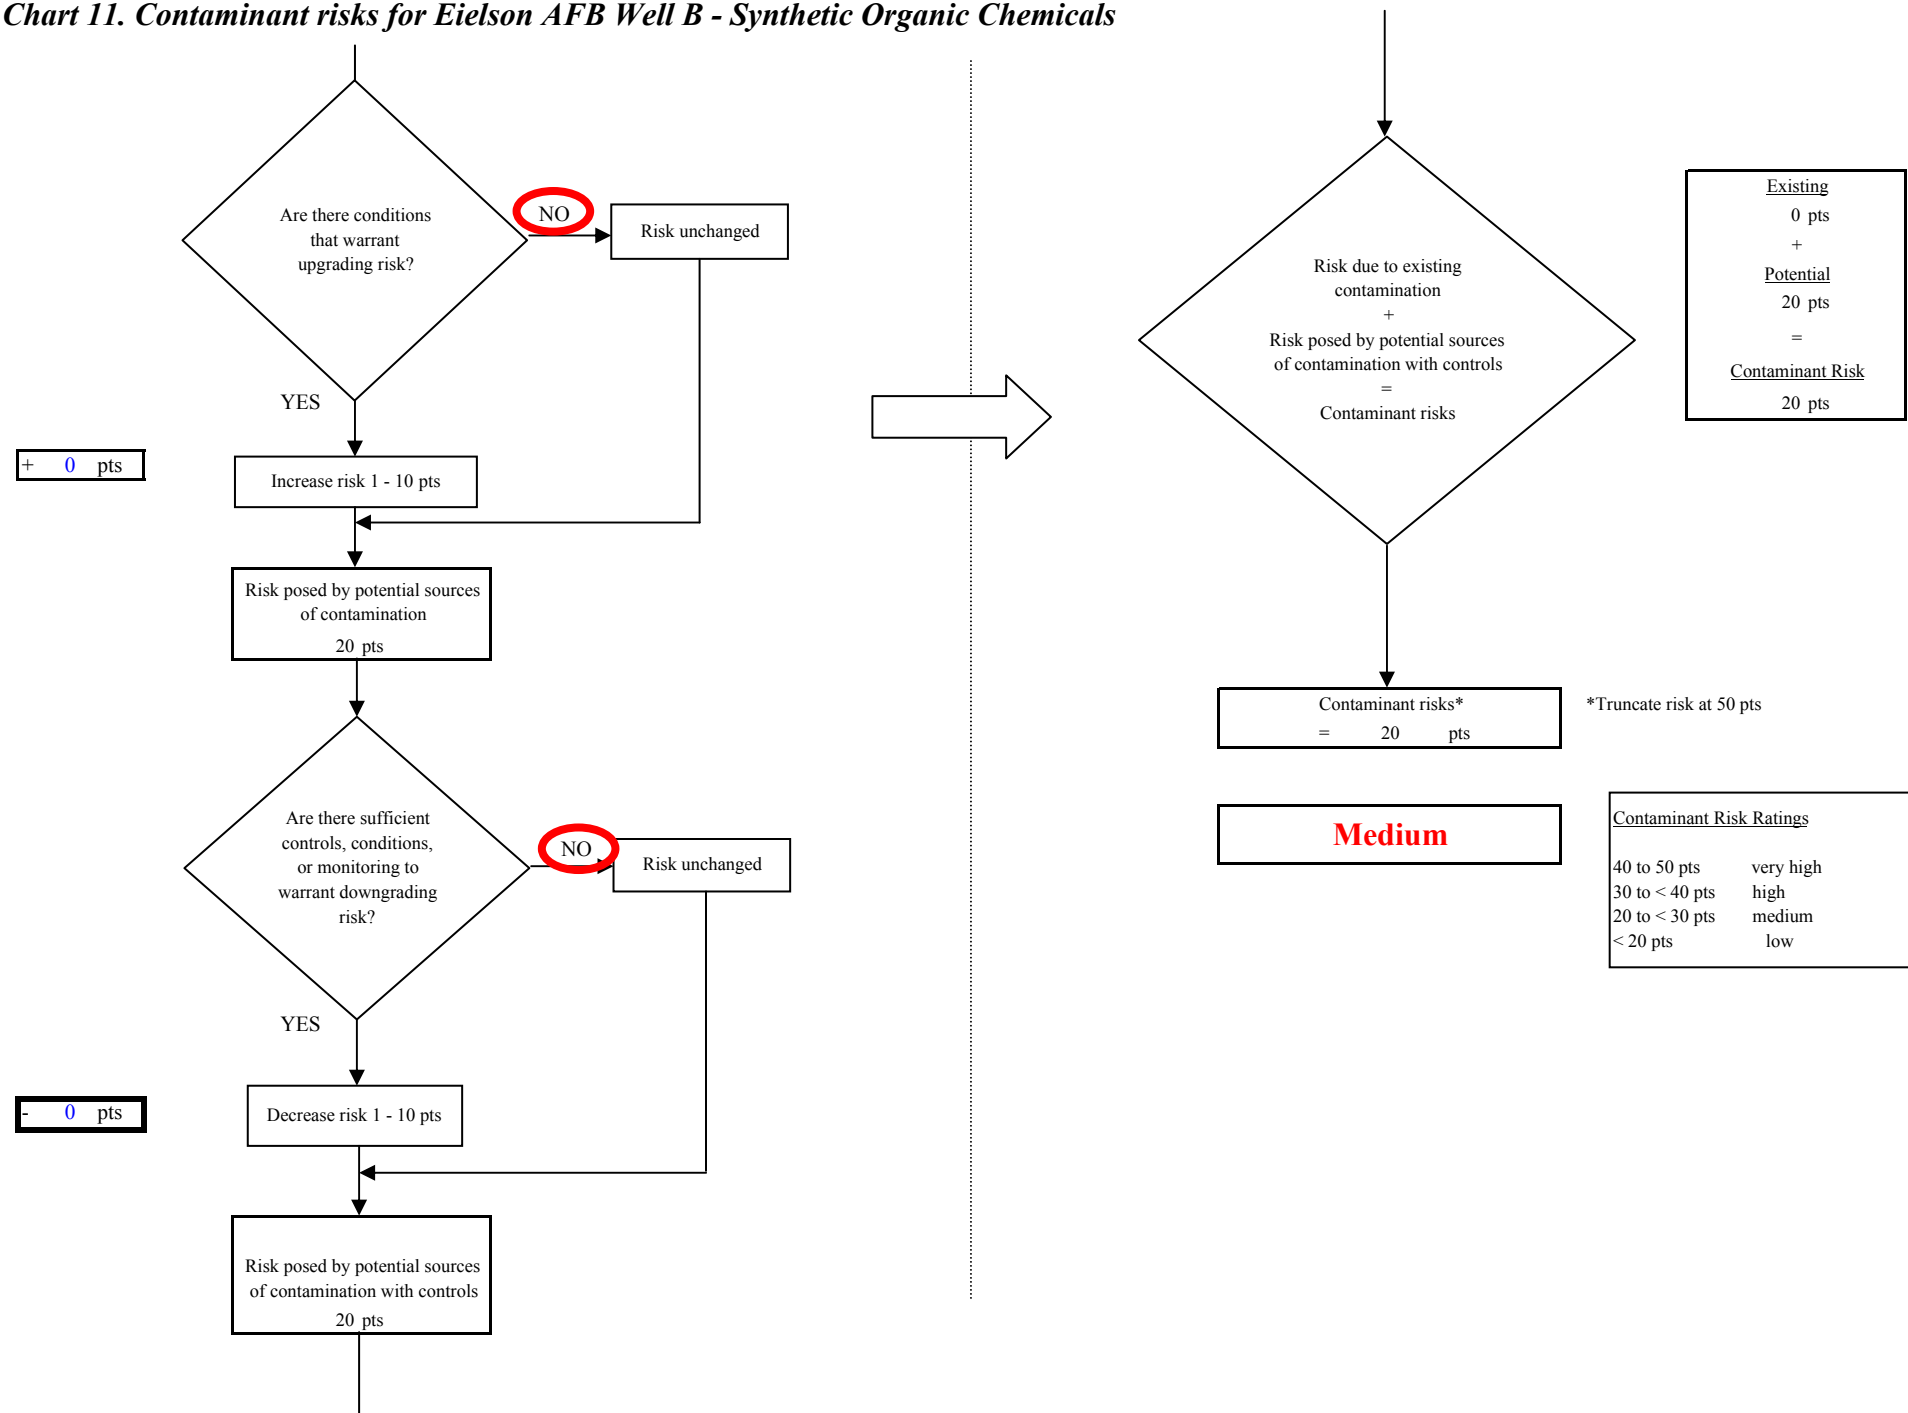 Chart 11. Contaminant risks for Eielson AFB Well B - Synthetic Organic Chemicals
Are there conditions
that warrant
upgrading risk?
NO
Risk unchanged
YES
+ 0 pts
Increase risk 1 - 10 pts
Risk posed by potential sources
of contamination
20 pts
Are there sufficient
controls, conditions,
or monitoring to
warrant downgrading
risk?
NO
Risk unchanged
YES
- 0 pts
Decrease risk 1 - 10 pts
Risk posed by potential sources
of contamination with controls
20 pts
Risk due to existing
contamination
+
Risk posed by potential sources
of contamination with controls
=
Contaminant risks
Existing
0 pts
+
Potential
20 pts
=
Contaminant Risk
20 pts
Contaminant risks*
= 20 pts
*Truncate risk at 50 pts
Medium
Contaminant Risk Ratings
40 to 50 pts very high
30 to < 40 pts high
20 to < 30 pts medium
< 20 pts low